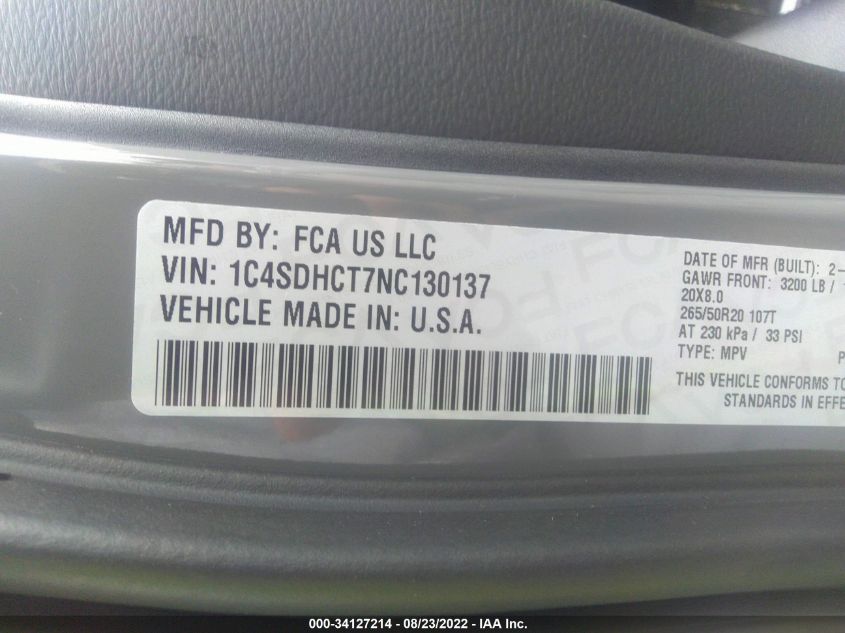 MFD BY: FCA US LLC
VIN: 1C4SDHCT7NC130137
VEHICLE MADE IN: U.S.A.
DATE OF MFR (BUILT): 2-
GAWR FRONT: 3200 LB /
20X8.0
265/50R20 107T
AT 230 kPa / 33 PSI
TYPE: MPV P
THIS VEHICLE CONFORMS TO
STANDARDS IN EFFE
000-34127214 - 08/23/2022 - IAA Inc.